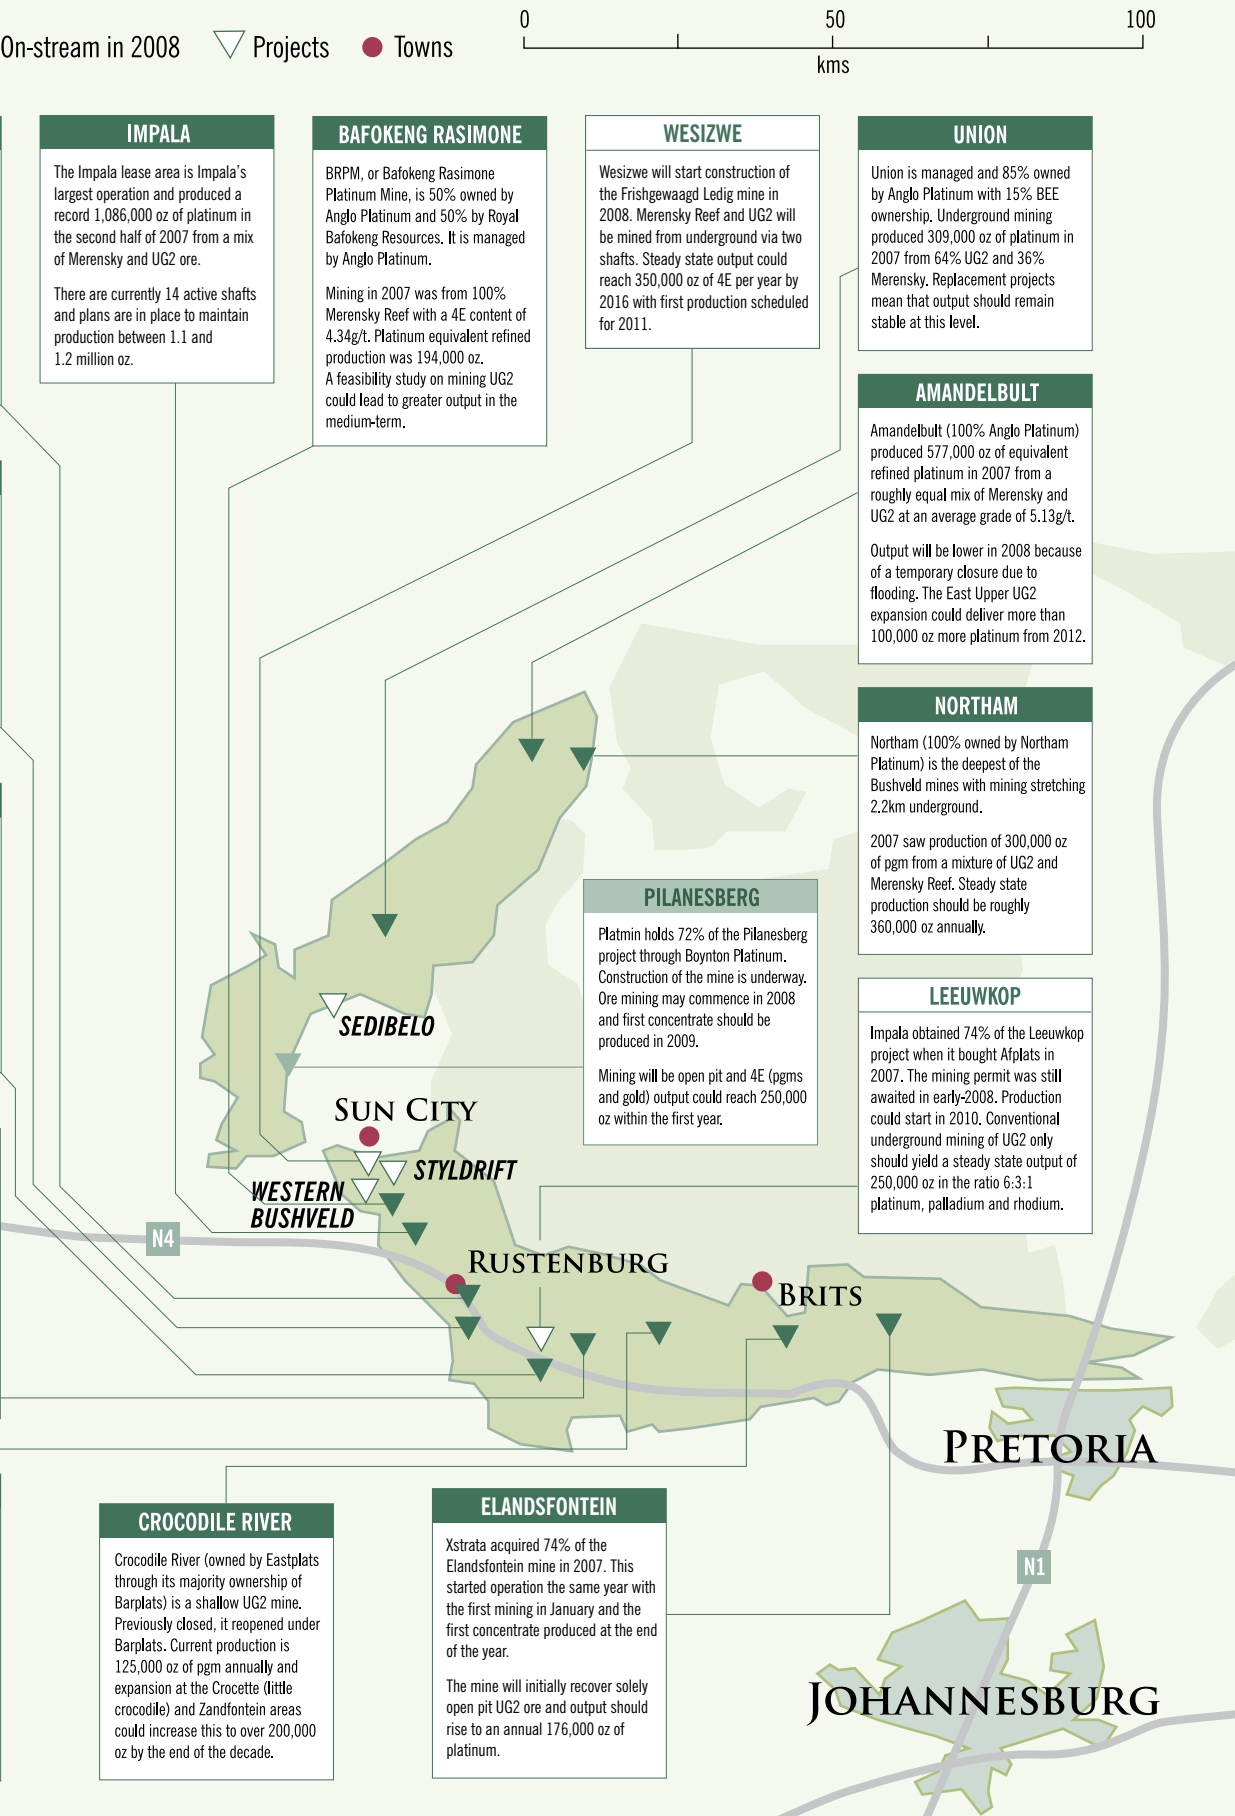 0 50 100
On-stream in 2008 Projects Towns
kms
IMPALA
The Impala lease area is Impala's
largest operation and produced a
record 1,086,000 oz of platinum in
the second half of 2007 from a mix
of Merensky and UG2 ore.
There are currently 14 active shafts
and plans are in place to maintain
production between 1.1 and
1.2 million oz.
BAFOKENG RASIMONE
BRPM, or Bafokeng Rasimone
Platinum Mine, is 50% owned by
Anglo Platinum and 50% by Royal
Bafokeng Resources. It is managed
by Anglo Platinum.
Mining in 2007 was from 100%
Merensky Reef with a 4E content of
4.34g/t. Platinum equivalent refined
production was 194,000 oz.
A feasibility study on mining UG2
could lead to greater output in the
medium-term.
WESIZWE
Wesizwe will start construction of
the Frishgewaagd Ledig mine in
2008. Merensky Reef and UG2 will
be mined from underground via two
shafts. Steady state output could
reach 350,000 oz of 4E per year by
2016 with first production scheduled
for 2011.
UNION
Union is managed and 85% owned
by Anglo Platinum with 15% BEE
ownership. Underground mining
produced 309,000 oz of platinum in
2007 from 64% UG2 and 36%
Merensky. Replacement projects
mean that output should remain
stable at this level.
AMANDELBULT
Amandelbult (100% Anglo Platinum)
produced 577,000 oz of equivalent
refined platinum in 2007 from a
roughly equal mix of Merensky and
UG2 at an average grade of 5.13g/t.
Output will be lower in 2008 because
of a temporary closure due to
flooding. The East Upper UG2
expansion could deliver more than
100,000 oz more platinum from 2012.
NORTHAM
Northam (100% owned by Northam
Platinum) is the deepest of the
Bushveld mines with mining stretching
2.2km underground.
2007 saw production of 300,000 oz
of pgm from a mixture of UG2 and
Merensky Reef. Steady state
production should be roughly
360,000 oz annually.
PILANESBERG
Platmin holds 72% of the Pilanesberg
project through Boynton Platinum.
Construction of the mine is underway.
Ore mining may commence in 2008
and first concentrate should be
produced in 2009.
Mining will be open pit and 4E (pgms
and gold) output could reach 250,000
oz within the first year.
LEEUWKOP
Impala obtained 74% of the Leeuwkop
project when it bought Afplats in
2007. The mining permit was still
awaited in early-2008. Production
could start in 2010. Conventional
underground mining of UG2 only
should yield a steady state output of
250,000 oz in the ratio 6:3:1
platinum, palladium and rhodium.
SEDIBELO
SUN CITY
STYLDRIFT
WESTERN
BUSHVELD
N4
RUSTENBURG
BRITS
PRETORIA
N1
JOHANNESBURG
CROCODILE RIVER
Crocodile River (owned by Eastplats
through its majority ownership of
Barplats) is a shallow UG2 mine.
Previously closed, it reopened under
Barplats. Current production is
125,000 oz of pgm annually and
expansion at the Crocette (little
crocodile) and Zandfontein areas
could increase this to over 200,000
oz by the end of the decade.
ELANDSFONTEIN
Xstrata acquired 74% of the
Elandsfontein mine in 2007. This
started operation the same year with
the first mining in January and the
first concentrate produced at the end
of the year.
The mine will initially recover solely
open pit UG2 ore and output should
rise to an annual 176,000 oz of
platinum.